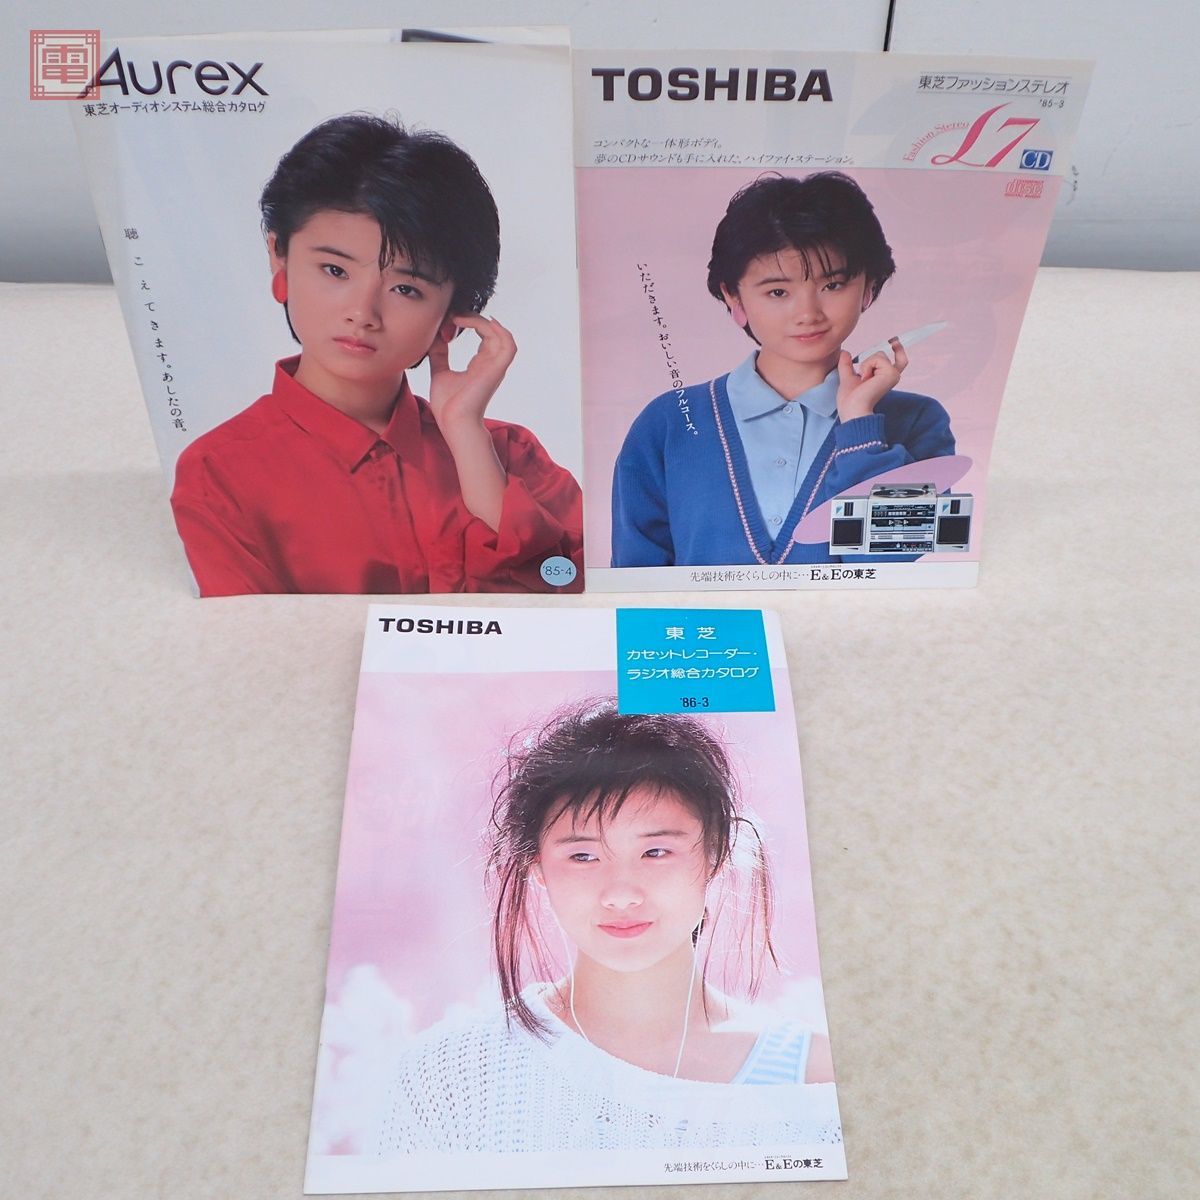 電
Aurex
東芝オーディオシステム総合カタログ
聴こえてきます。あしたの音。
'85-4
TOSHIBA
東芝ファッションステレオ
'85-3
Fashion Stereo
L7
CD
コンパクトな一体形ボディ。
夢のCDサウンドも手に入れた、ハイファイ・ステーション。
いただきます。おいしい音のフルコース。
先端技術をくらしの中に…E&Eの東芝
TOSHIBA
東芝
カセットレコーダー・
ラジオ総合カタログ
'86-3
先端技術をくらしの中に…E&Eの東芝